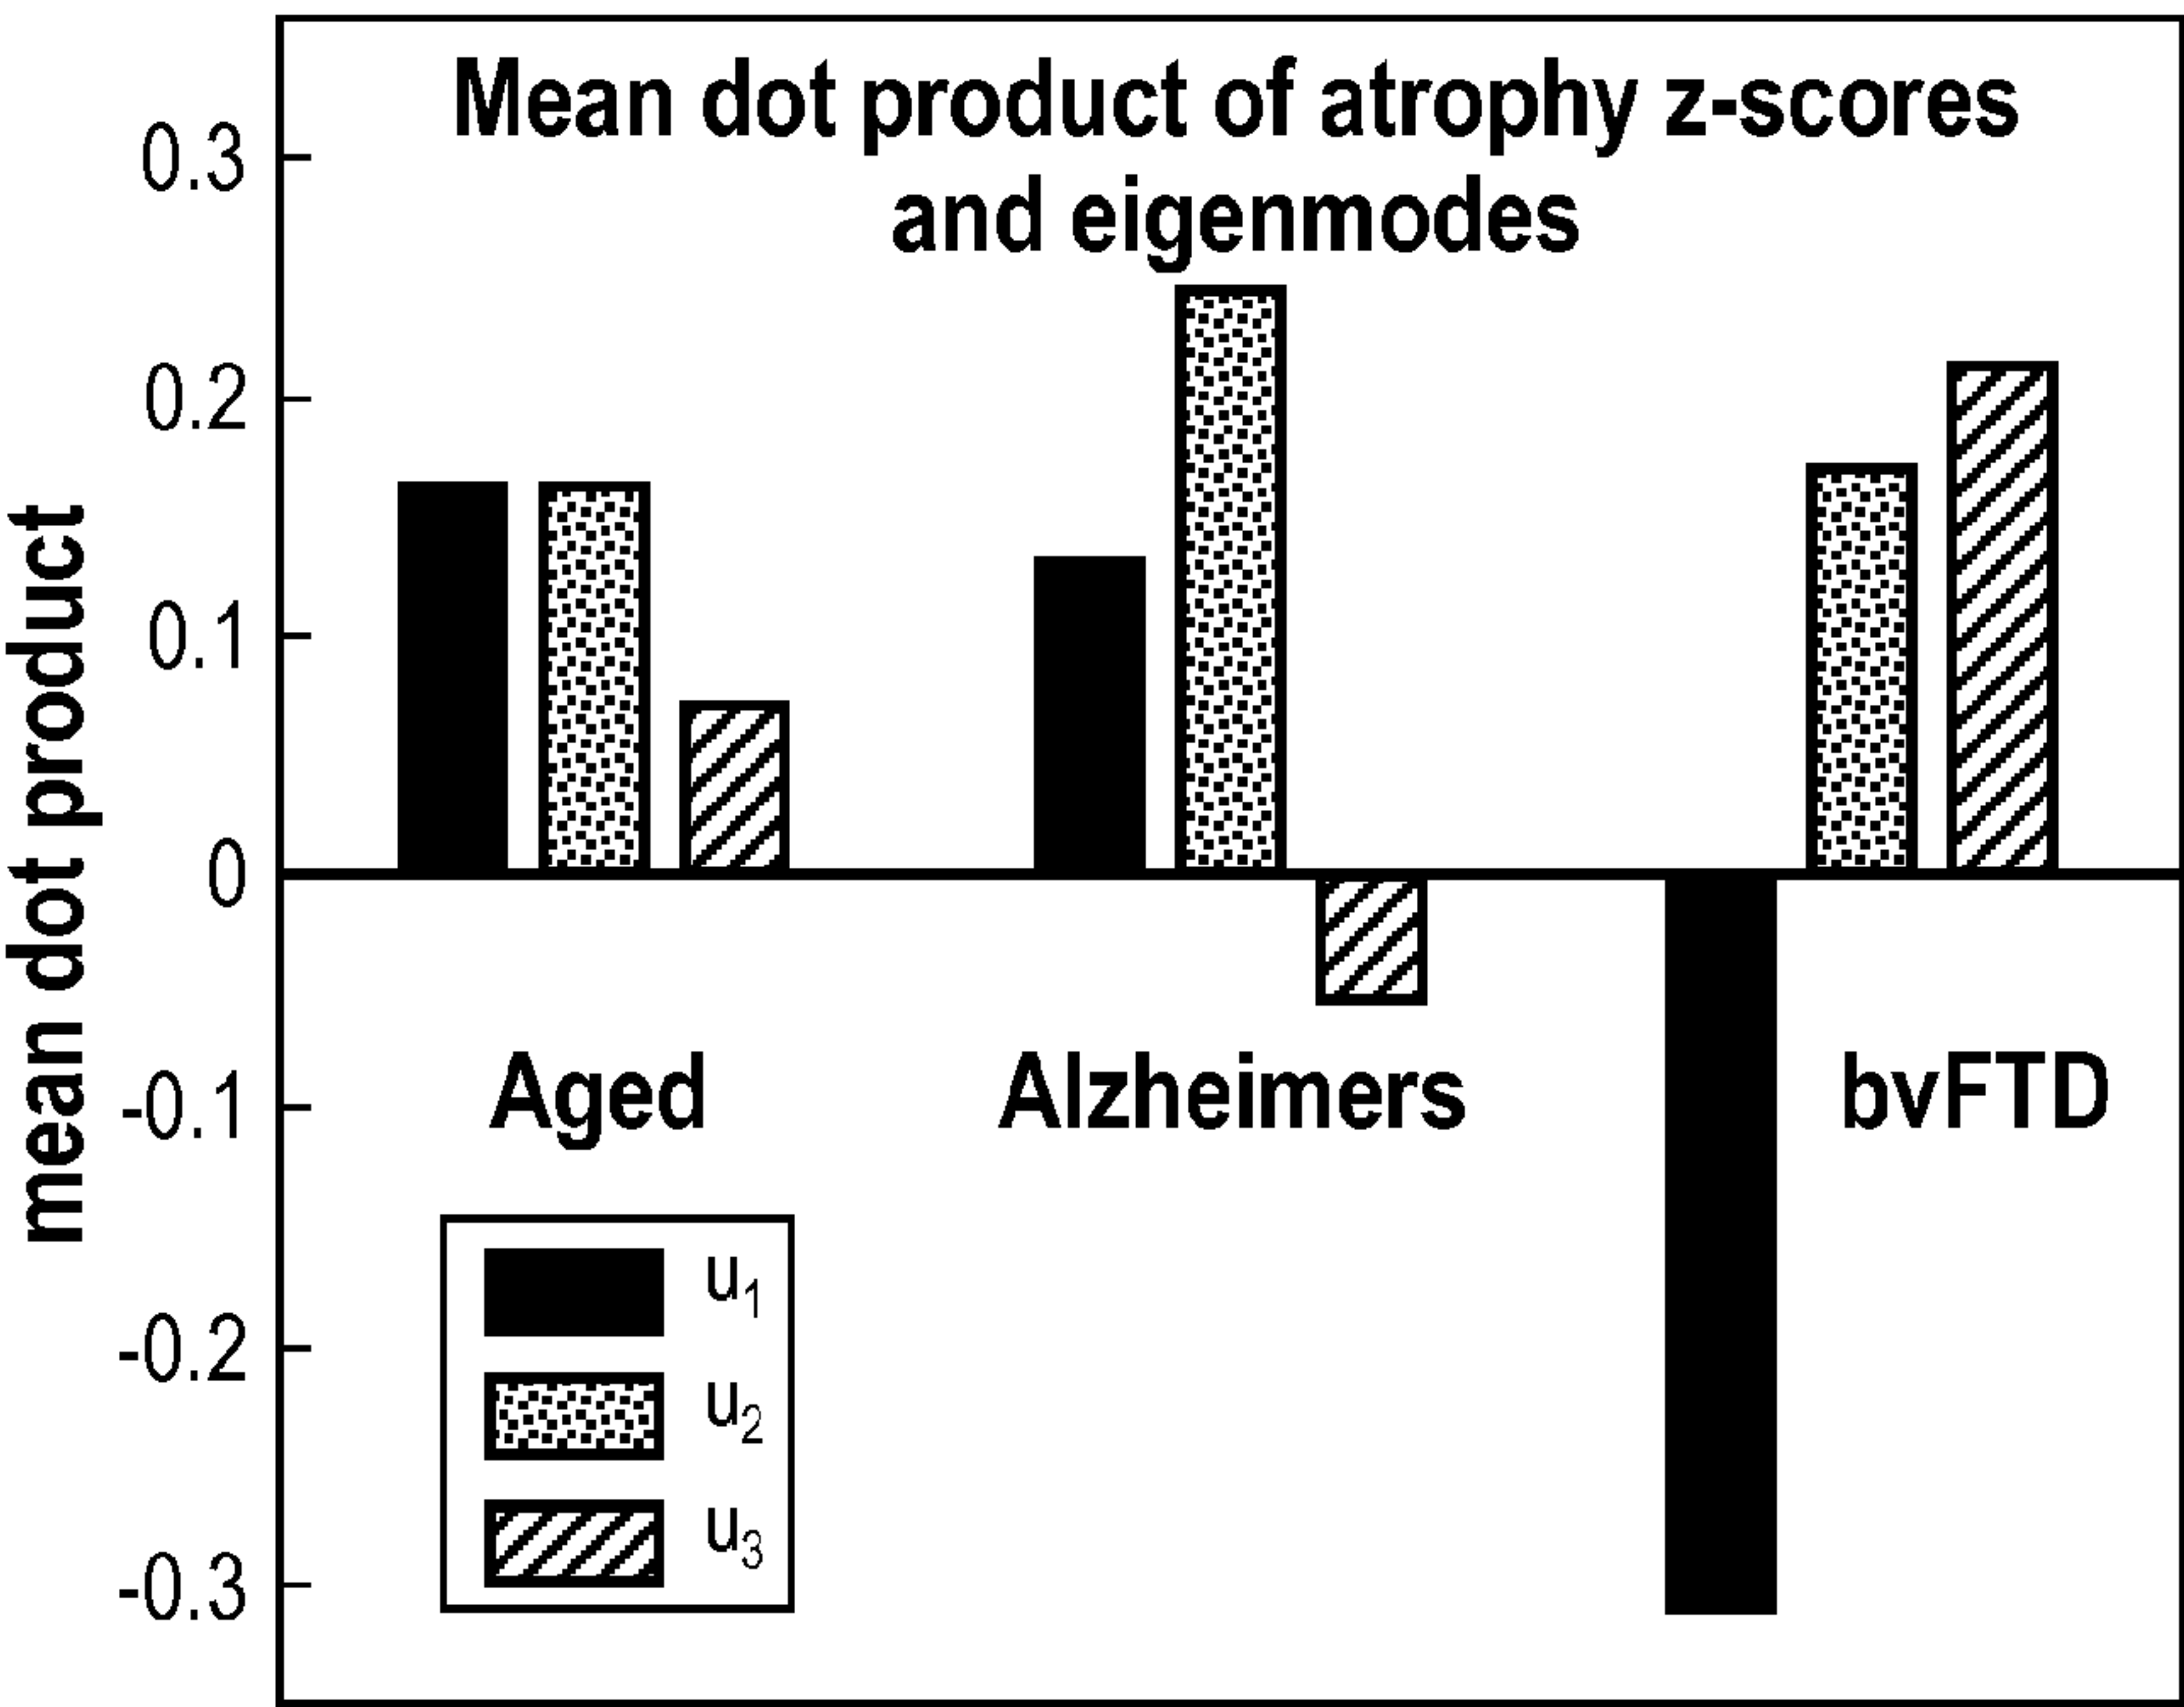 Mean dot product of atrophy z-scores
and eigenmodes
mean dot product
0.3
0.2
0.1
0
-0.1
-0.2
-0.3
Aged
Alzheimers
bvFTD
u₁
u₂
u₃